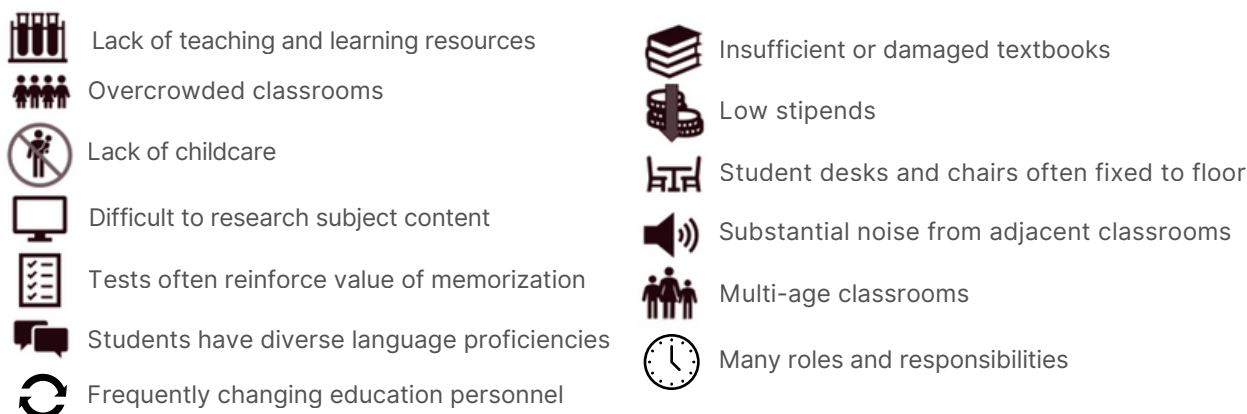 Lack of teaching and learning resources
Overcrowded classrooms
Lack of childcare
Difficult to research subject content
Tests often reinforce value of memorization
Students have diverse language proficiencies
Frequently changing education personnel
Insufficient or damaged textbooks
Low stipends
Student desks and chairs often fixed to floor
Substantial noise from adjacent classrooms
Multi-age classrooms
Many roles and responsibilities